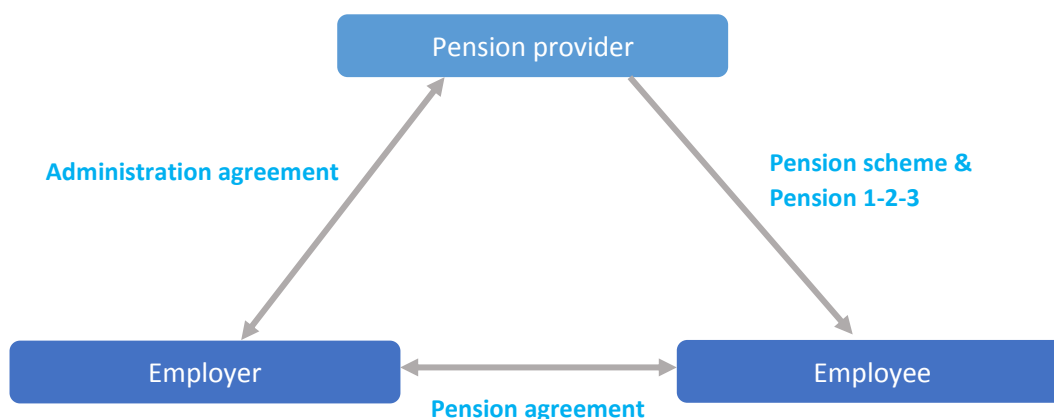 Pension provider
Administration agreement
Pension scheme &
Pension 1-2-3
Employer
Employee
Pension agreement